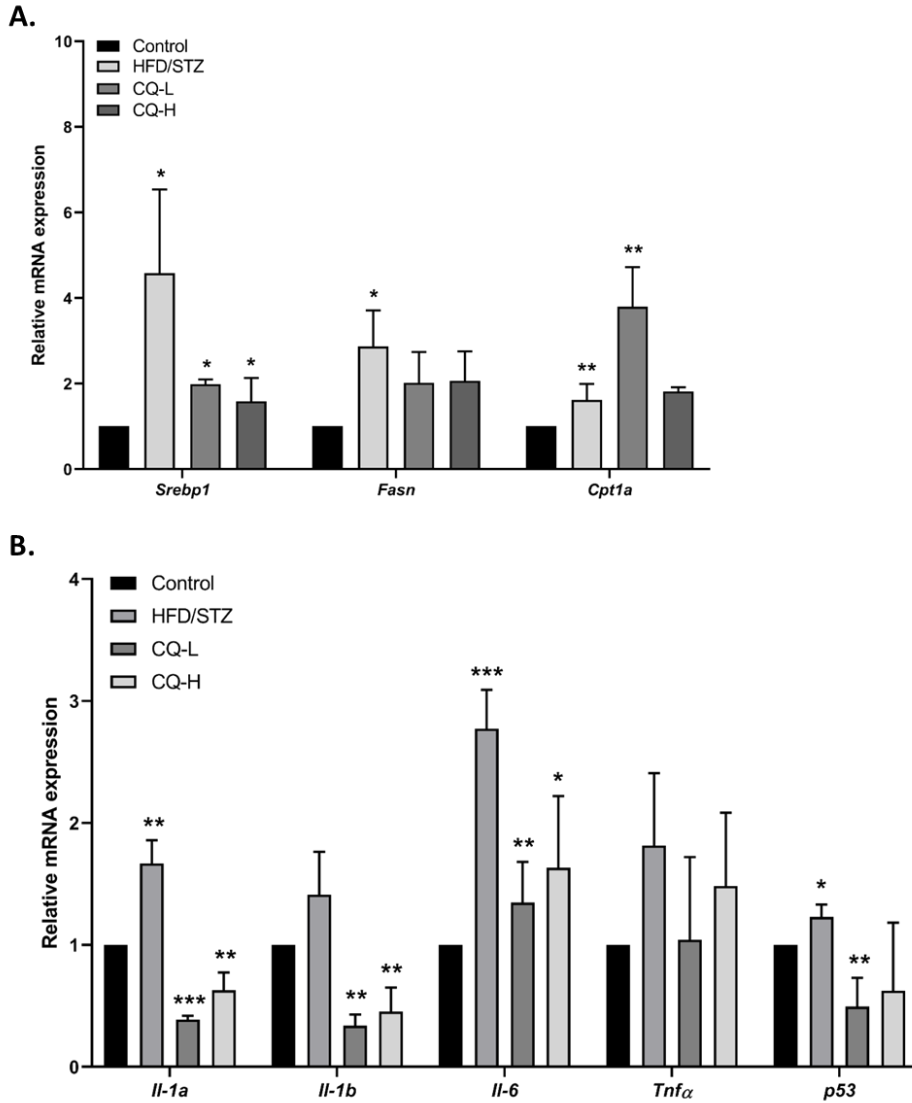 A.
10
8
6
4
2
0
Relative mRNA expression
Control
HFD/STZ
CQ-L
CQ-H
*
*
*
*
**
**
Srebp1
Fasn
Cpt1a
B.
4
3
2
1
0
Relative mRNA expression
Control
HFD/STZ
CQ-L
CQ-H
**
***
**
**
**
***
**
*
*
**
Il-1a
Il-1b
Il-6
Tnfα
p53